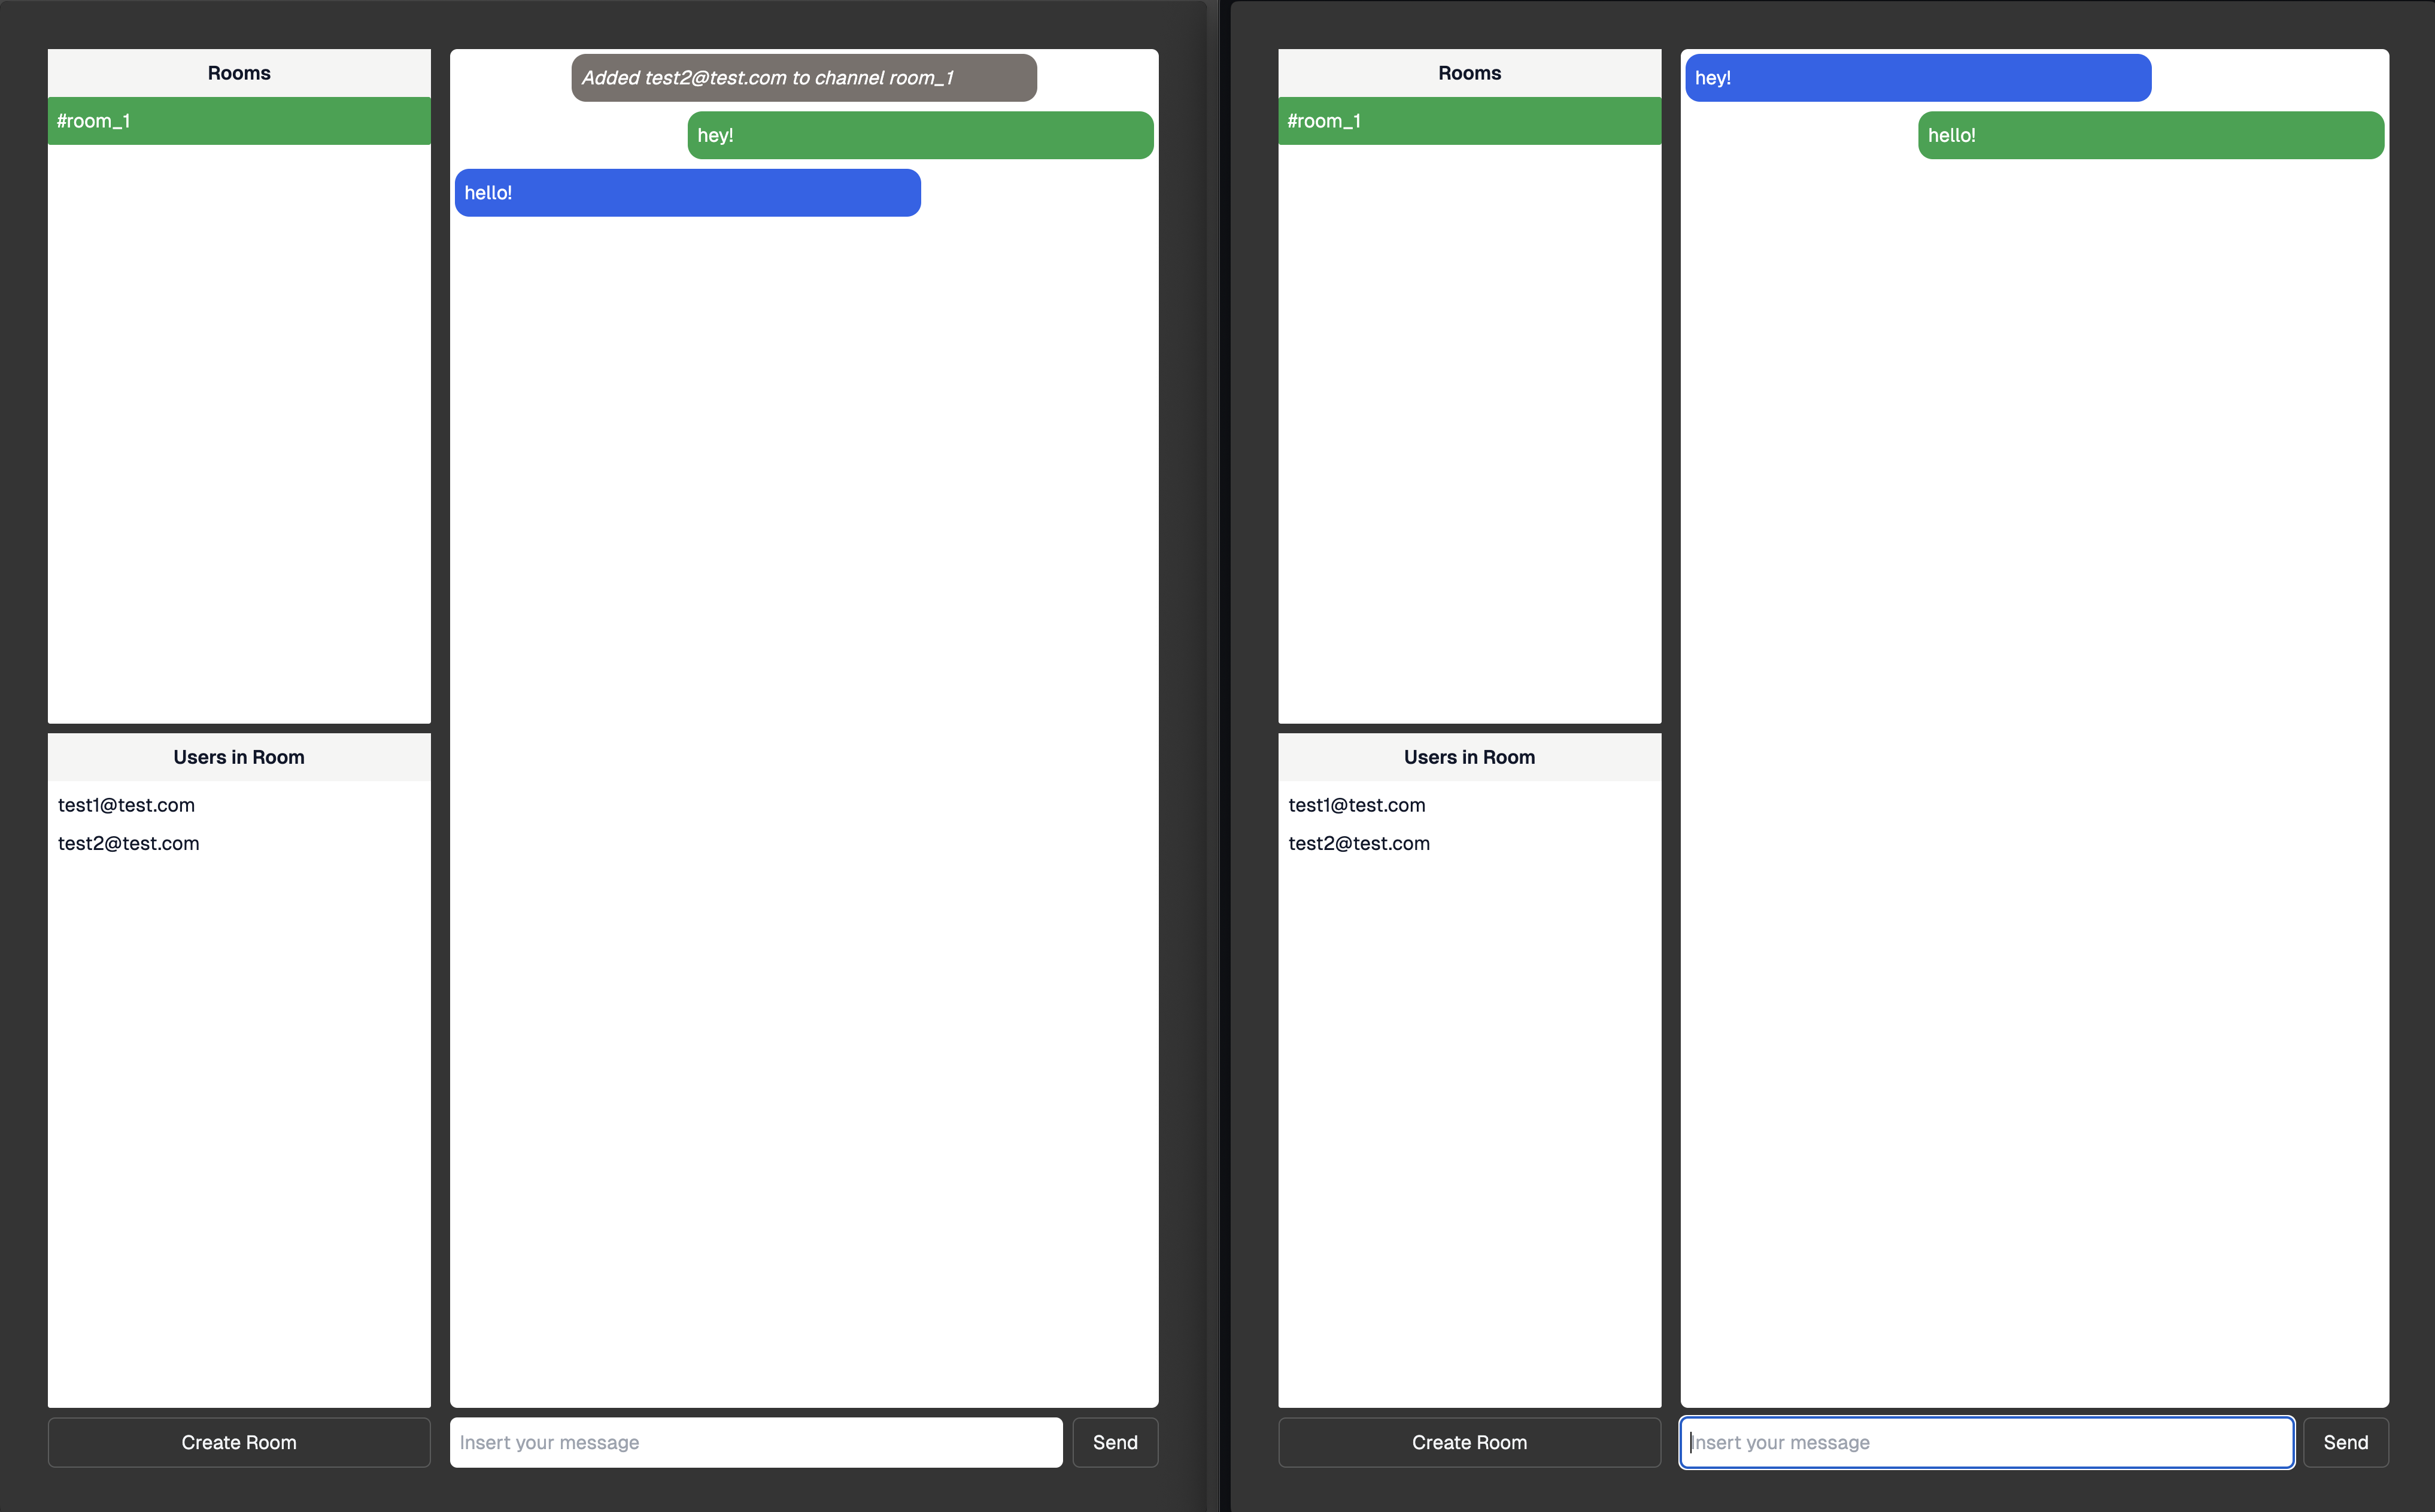 Rooms
#room_1
Users in Room
test1@test.com
test2@test.com
Create Room
Added test2@test.com to channel room_1
hey!
hello!
Insert your message
Send
Rooms
#room_1
Users in Room
test1@test.com
test2@test.com
Create Room
hey!
hello!
Insert your message
Send